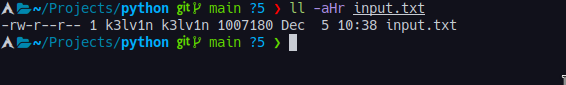 ~/Projects/python git main ?5 ❯ ll -aHr input.txt
-rw-r--r-- 1 k3lv1n k3lv1n 1007180 Dec  5 10:38 input.txt
~/Projects/python git main ?5 ❯